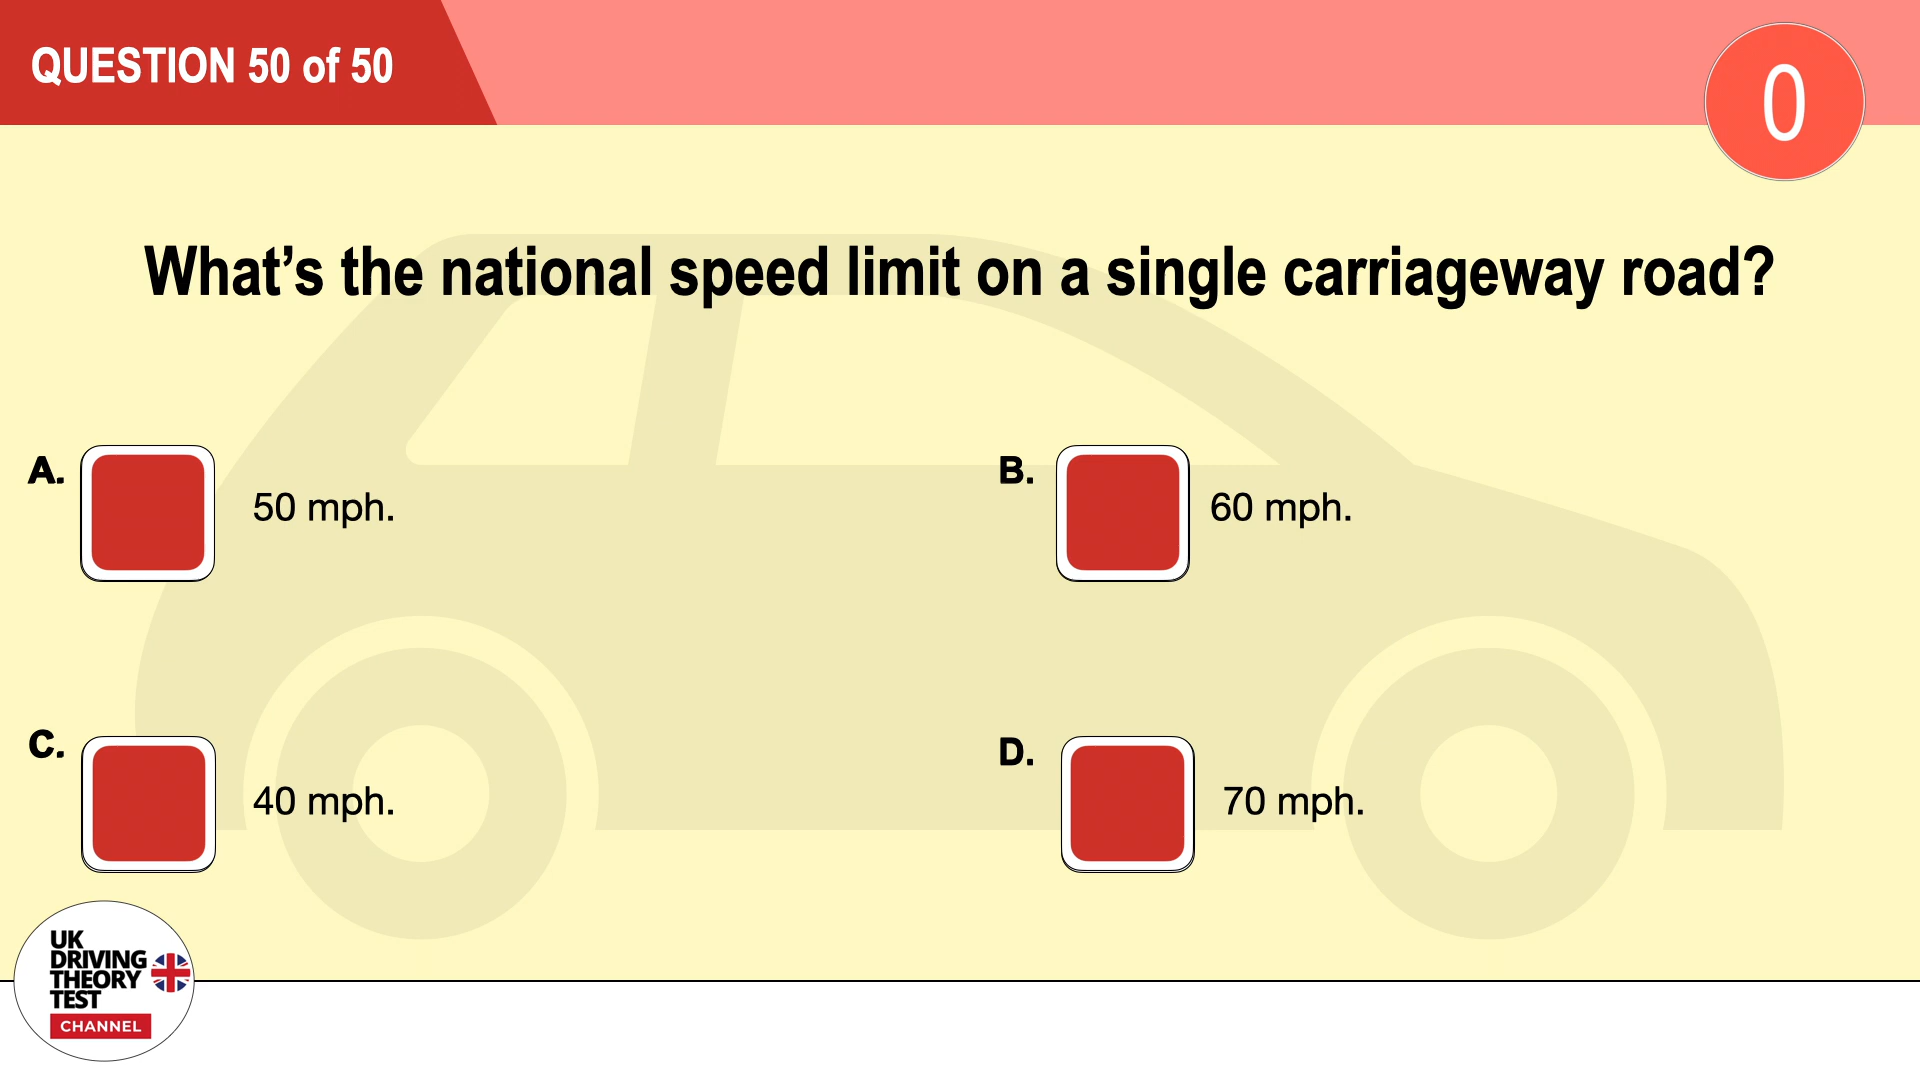 QUESTION 50 of 50
0
What’s the national speed limit on a single carriageway road?
A.
50 mph.
B.
60 mph.
C.
40 mph.
D.
70 mph.
UK
DRIVING
THEORY
TEST
CHANNEL